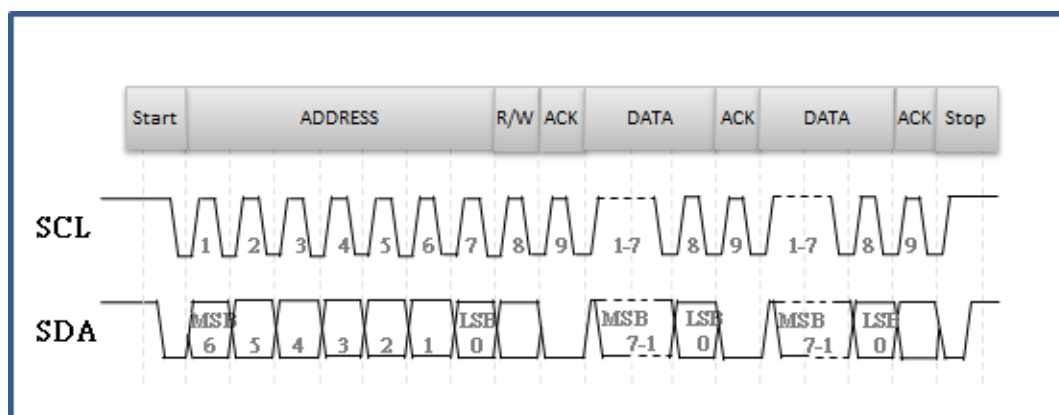 Start ADDRESS R/W ACK DATA ACK DATA ACK Stop
SCL 1 2 3 4 5 6 7 8 9 1-7 8 9 1-7 8 9
MSB LSB MSB LSB MSB LSB
SDA 6 5 4 3 2 1 0 7-1 0 7-1 0